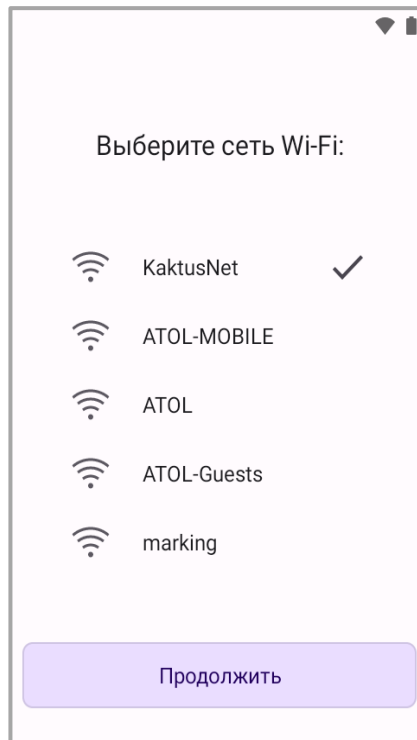 Выберите сеть Wi-Fi:
KaktusNet
ATOL-MOBILE
ATOL
ATOL-Guests
marking
Продолжить